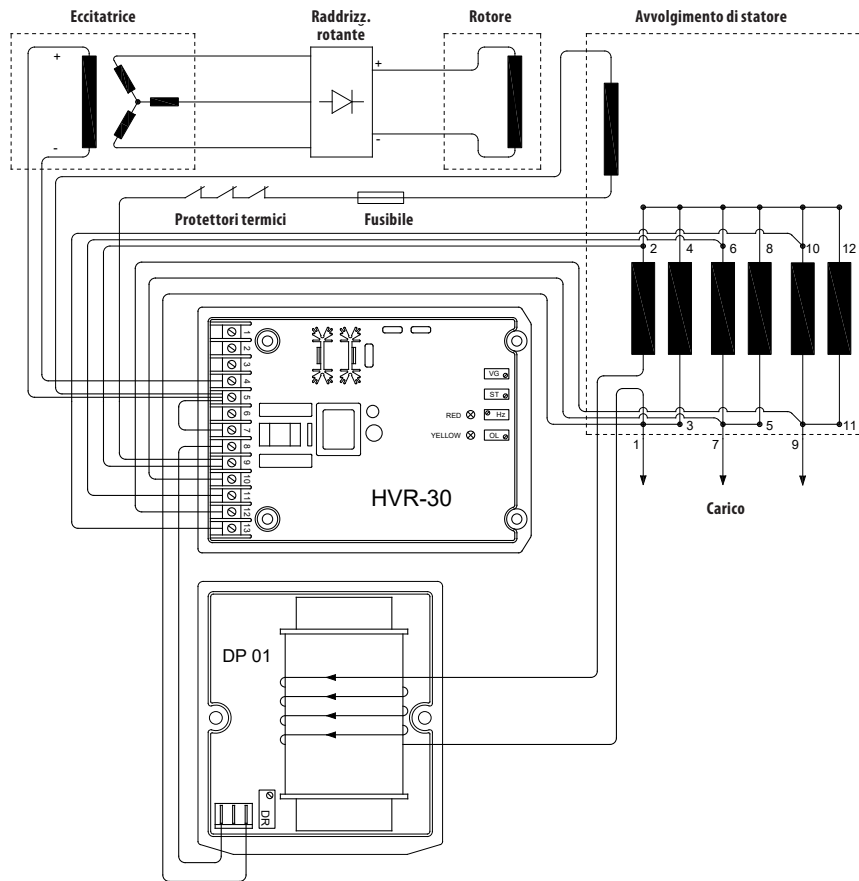 Eccitatrice
Raddrizz.
rotante
Rotore
Avvolgimento di statore
+
-
+
-
Protettori termici
Fusibile
2
4
6
8
10
12
1
2
3
4
5
6
7
8
9
10
11
12
13
VG
ST
Hz
OL
RED
YELLOW
HVR-30
1
3
7
5
9
11
Carico
DP 01
DR